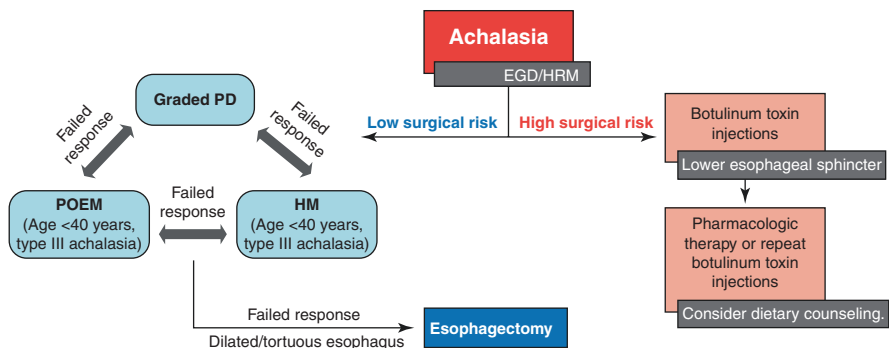 Achalasia
EGD/HRM
Low surgical risk
High surgical risk
Graded PD
Failed
response
Failed
response
POEM
(Age <40 years,
type III achalasia)
Failed
response
HM
(Age <40 years,
type III achalasia)
Failed response
Dilated/tortuous esophagus
Esophagectomy
Botulinum toxin
injections
Lower esophageal sphincter
Pharmacologic
therapy or repeat
botulinum toxin
injections
Consider dietary counseling.